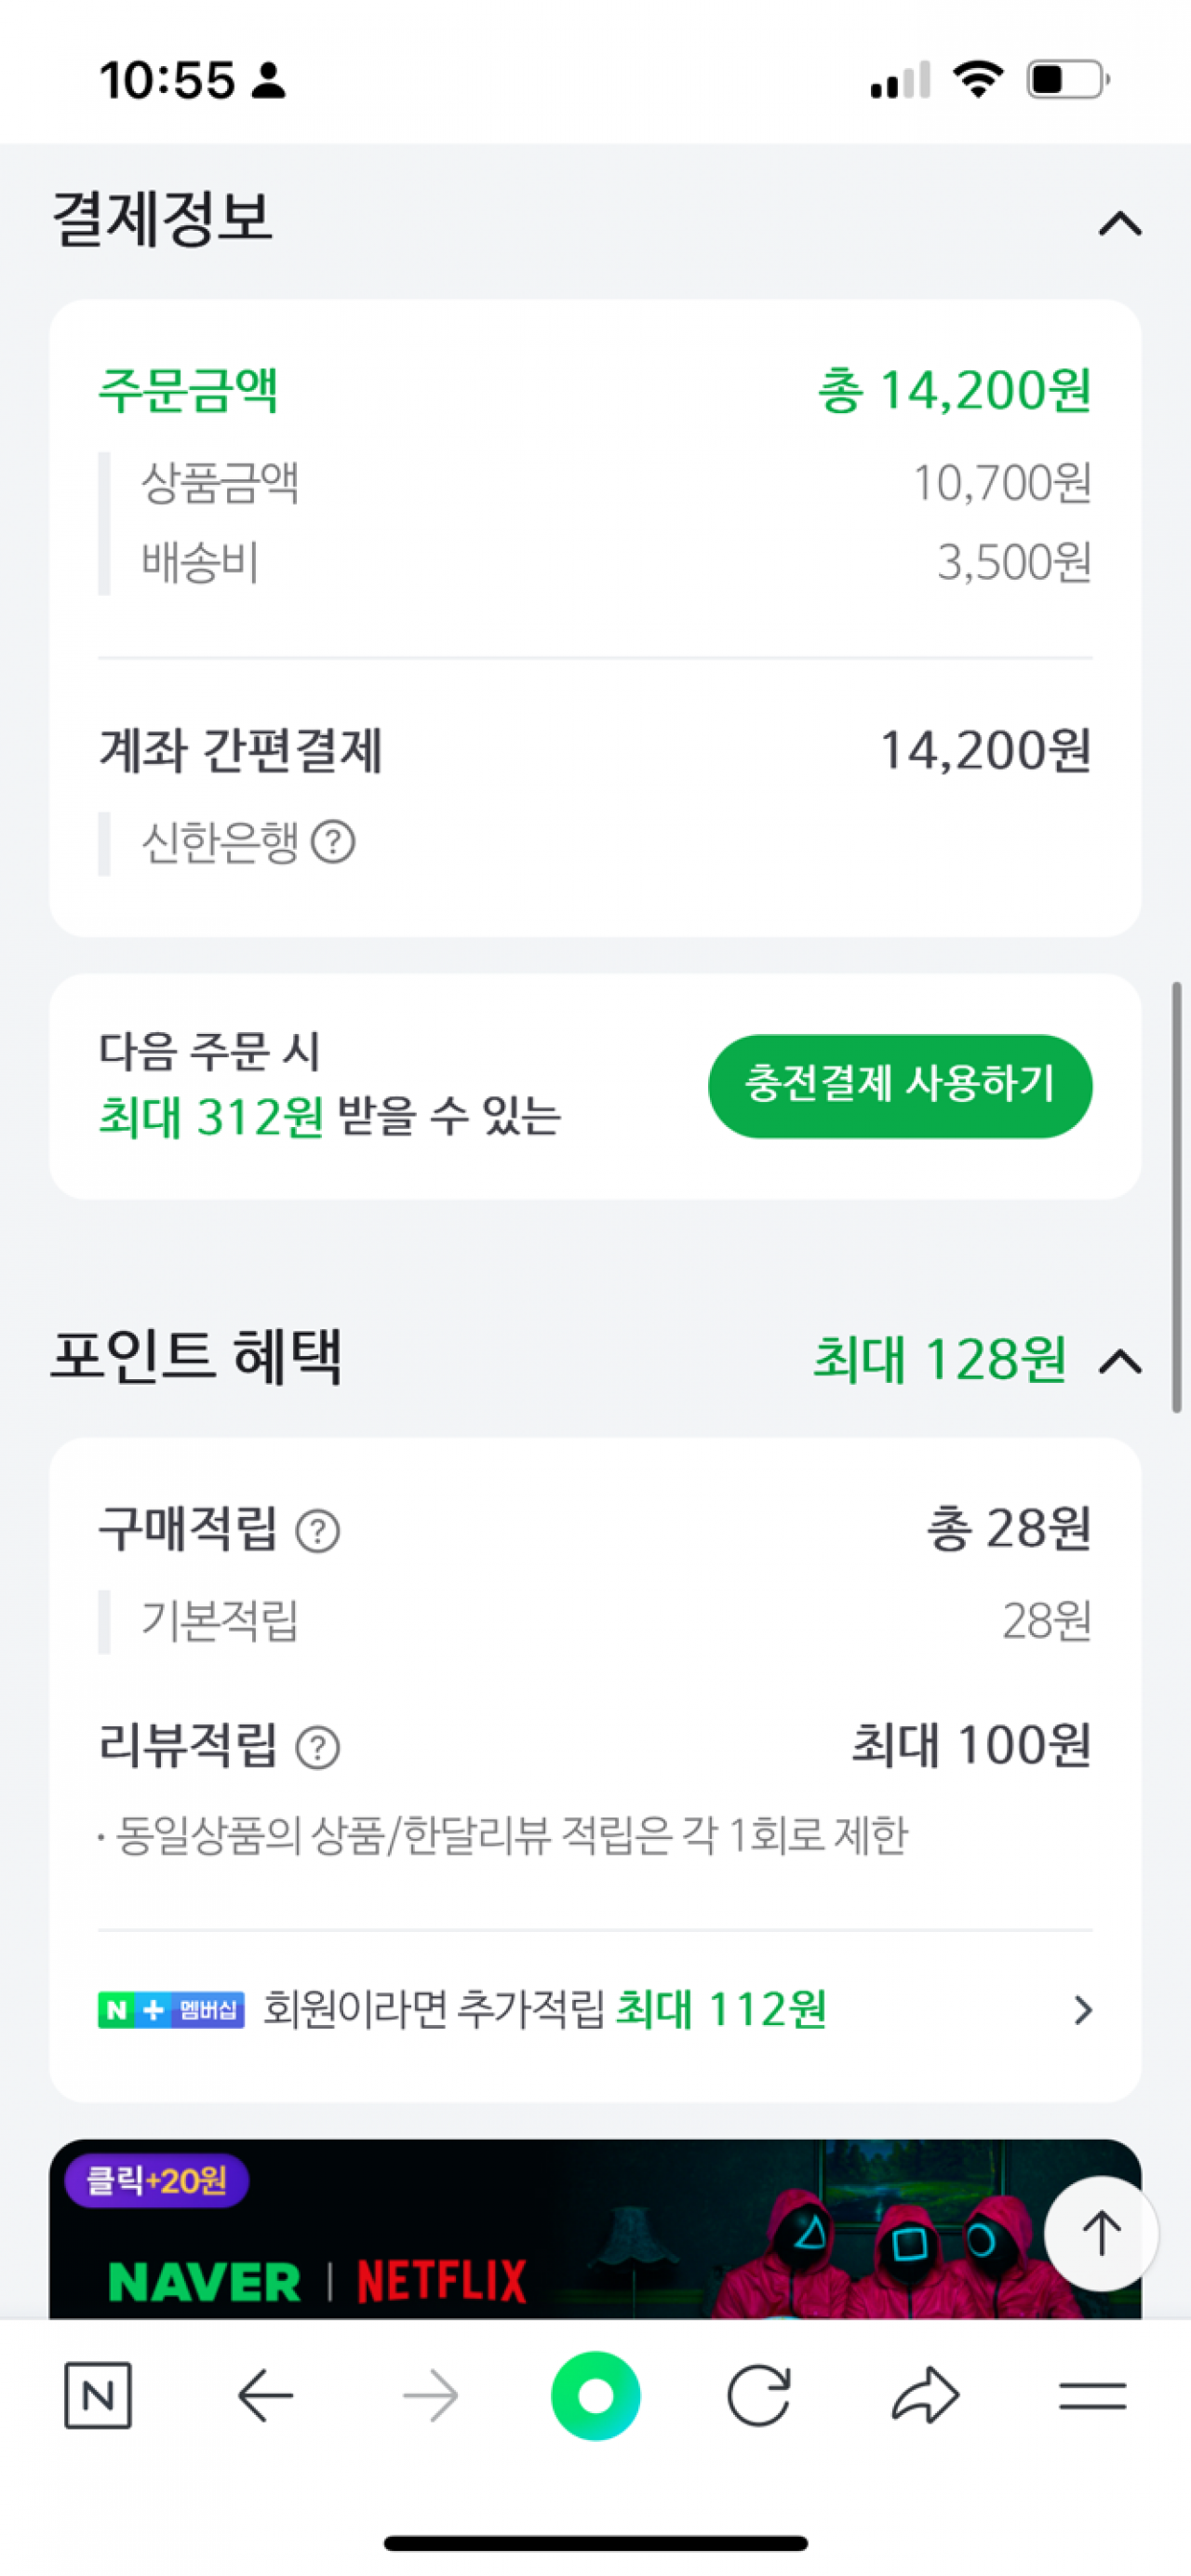 10:55
결제정보
주문금액 총 14,200원
상품금액 10,700원
배송비 3,500원
계좌 간편결제 14,200원
신한은행 ?
다음 주문 시
최대 312원 받을 수 있는
충전결제 사용하기
포인트 혜택 최대 128원
구매적립 ? 총 28원
기본적립 28원
리뷰적립 ? 최대 100원
· 동일상품의 상품/한달리뷰 적립은 각 1회로 제한
N + 멤버십 회원이라면 추가적립 최대 112원
클릭+20원
NAVER | NETFLIX
N